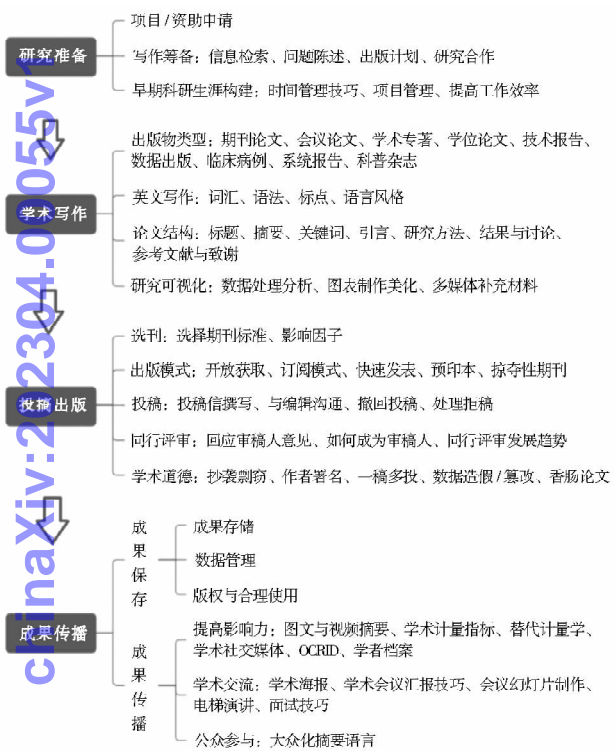 研究准备
项目/资助申请
写作筹备：信息检索、问题陈述、出版计划、研究合作
早期科研生涯构建：时间管理技巧、项目管理、提高工作效率
学术写作
出版物类型：期刊论文、会议论文、学术专著、学位论文、技术报告、
数据出版、临床病例、系统报告、科普杂志
英文写作：词汇、语法、标点、语言风格
论文结构：标题、摘要、关键词、引言、研究方法、结果与讨论、
参考文献与致谢
研究可视化：数据处理分析、图表制作美化、多媒体补充材料
投稿出版
选刊：选择期刊标准、影响因子
出版模式：开放获取、订阅模式、快速发表、预印本、掠夺性期刊
投稿：投稿信撰写、与编辑沟通、撤回投稿、处理拒稿
同行评审：回应审稿人意见、如何成为审稿人、同行评审发展趋势
学术道德：抄袭剽窃、作者署名、一稿多投、数据造假/篡改、香肠论文
成果传播
成果保存
成果存储
数据管理
版权与合理使用
成果传播
提高影响力：图文与视频摘要、学术计量指标、替代计量学、
学术社交媒体、OCRID、学者档案
学术交流：学术海报、学术会议汇报技巧、会议幻灯片制作、
电梯演讲、面试技巧
公众参与：大众化摘要语言
chinaXiv:202304.00055v1